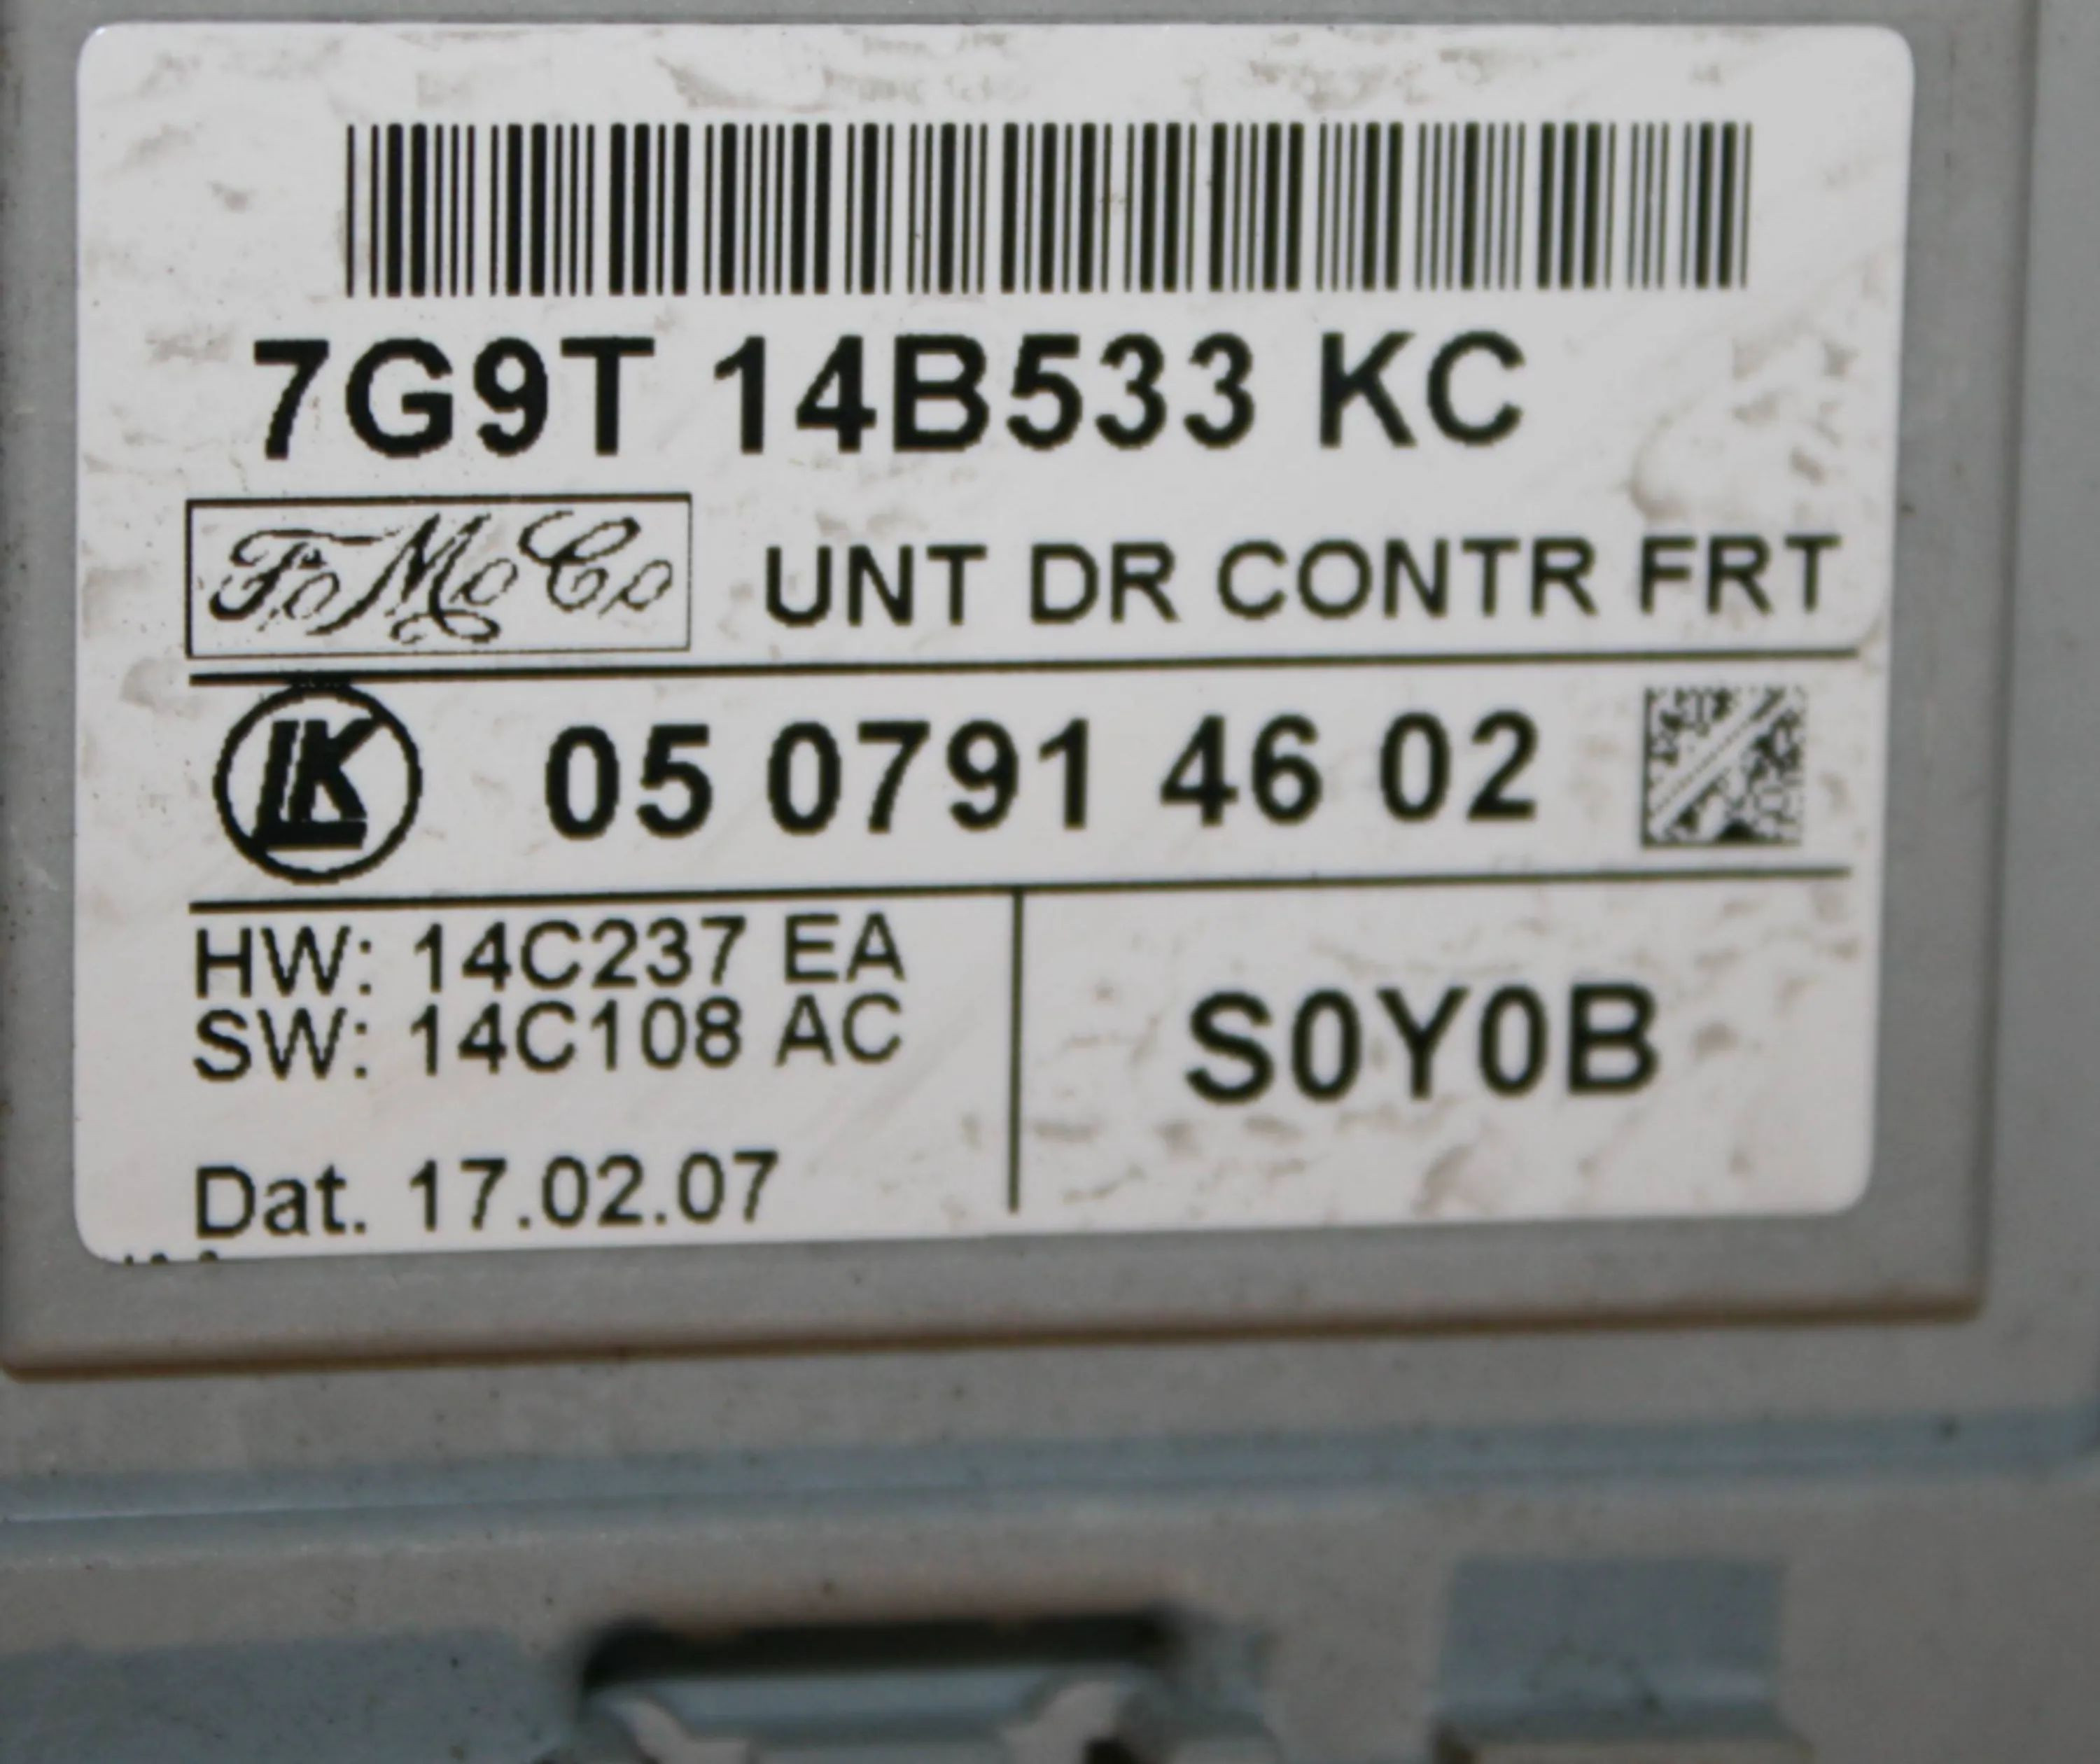 7G9T 14B533 KC
FoMoCo UNT DR CONTR FRT
LK 05 0791 46 02
HW: 14C237 EA
SW: 14C108 AC
S0Y0B
Dat. 17.02.07